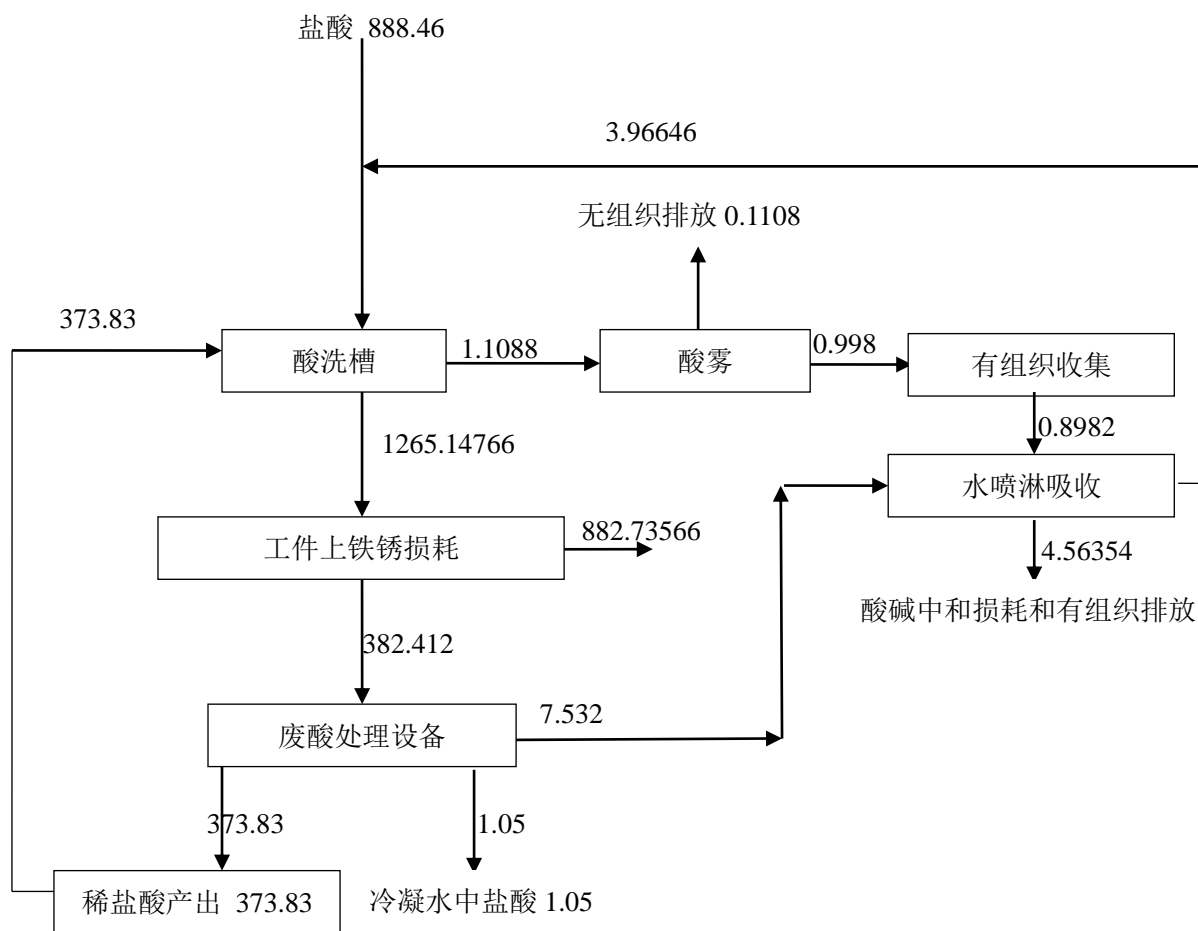 盐酸 888.46
3.96646
无组织排放 0.1108
373.83
酸洗槽
1.1088
酸雾
0.998
有组织收集
0.8982
1265.14766
水喷淋吸收
工件上铁锈损耗
882.73566
4.56354
酸碱中和损耗和有组织排放
382.412
废酸处理设备
7.532
373.83
1.05
稀盐酸产出 373.83
冷凝水中盐酸 1.05